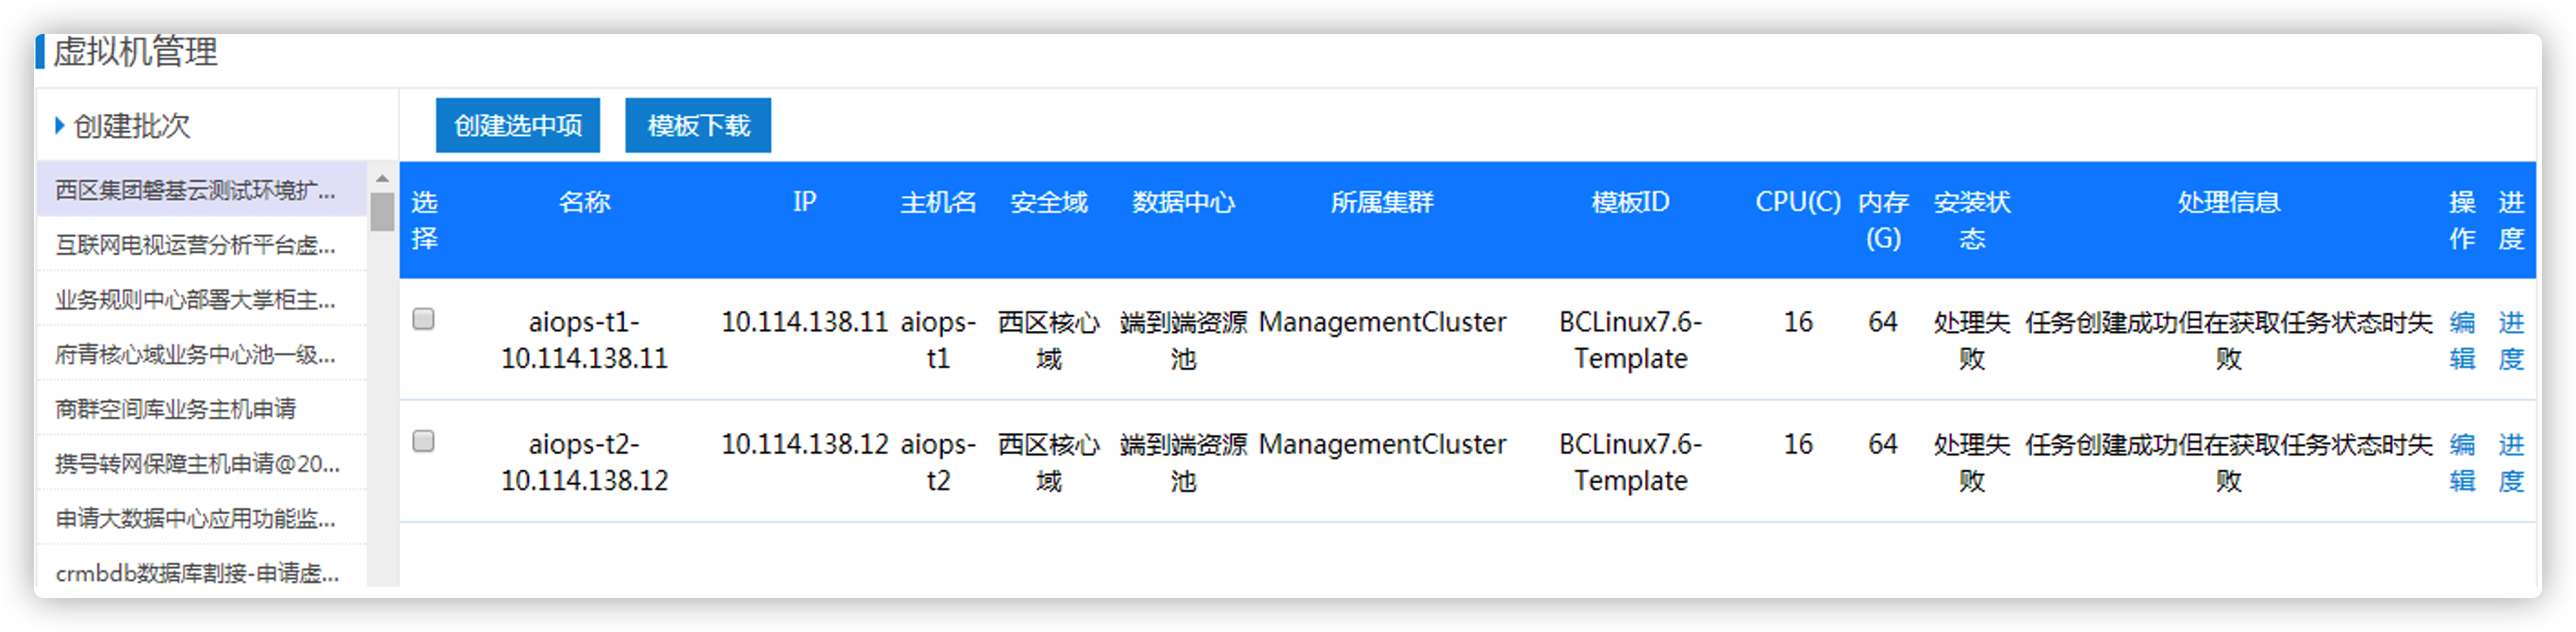 虚拟机管理
创建批次
西区集团磐基云测试环境扩...
互联网电视运营分析平台虚...
业务规则中心部署大掌柜主...
府青核心域业务中心池一级...
商群空间库业务主机申请
携号转网保障主机申请@20...
申请大数据中心应用功能监...
crmbdb数据库割接-申请虚...
创建选中项 模板下载
选 名称 IP 主机名 安全域 数据中心 所属集群 模板ID CPU(C) 内存 安装状 处理信息 操 进
择 (G) 态 作 度
aiops-t1- 10.114.138.11 aiops- 西区核心 端到端资源 ManagementCluster BCLinux7.6- 16 64 处理失 任务创建成功但在获取任务状态时失 编 进
10.114.138.11 t1 域 池 Template 败 败 辑 度
aiops-t2- 10.114.138.12 aiops- 西区核心 端到端资源 ManagementCluster BCLinux7.6- 16 64 处理失 任务创建成功但在获取任务状态时失 编 进
10.114.138.12 t2 域 池 Template 败 败 辑 度